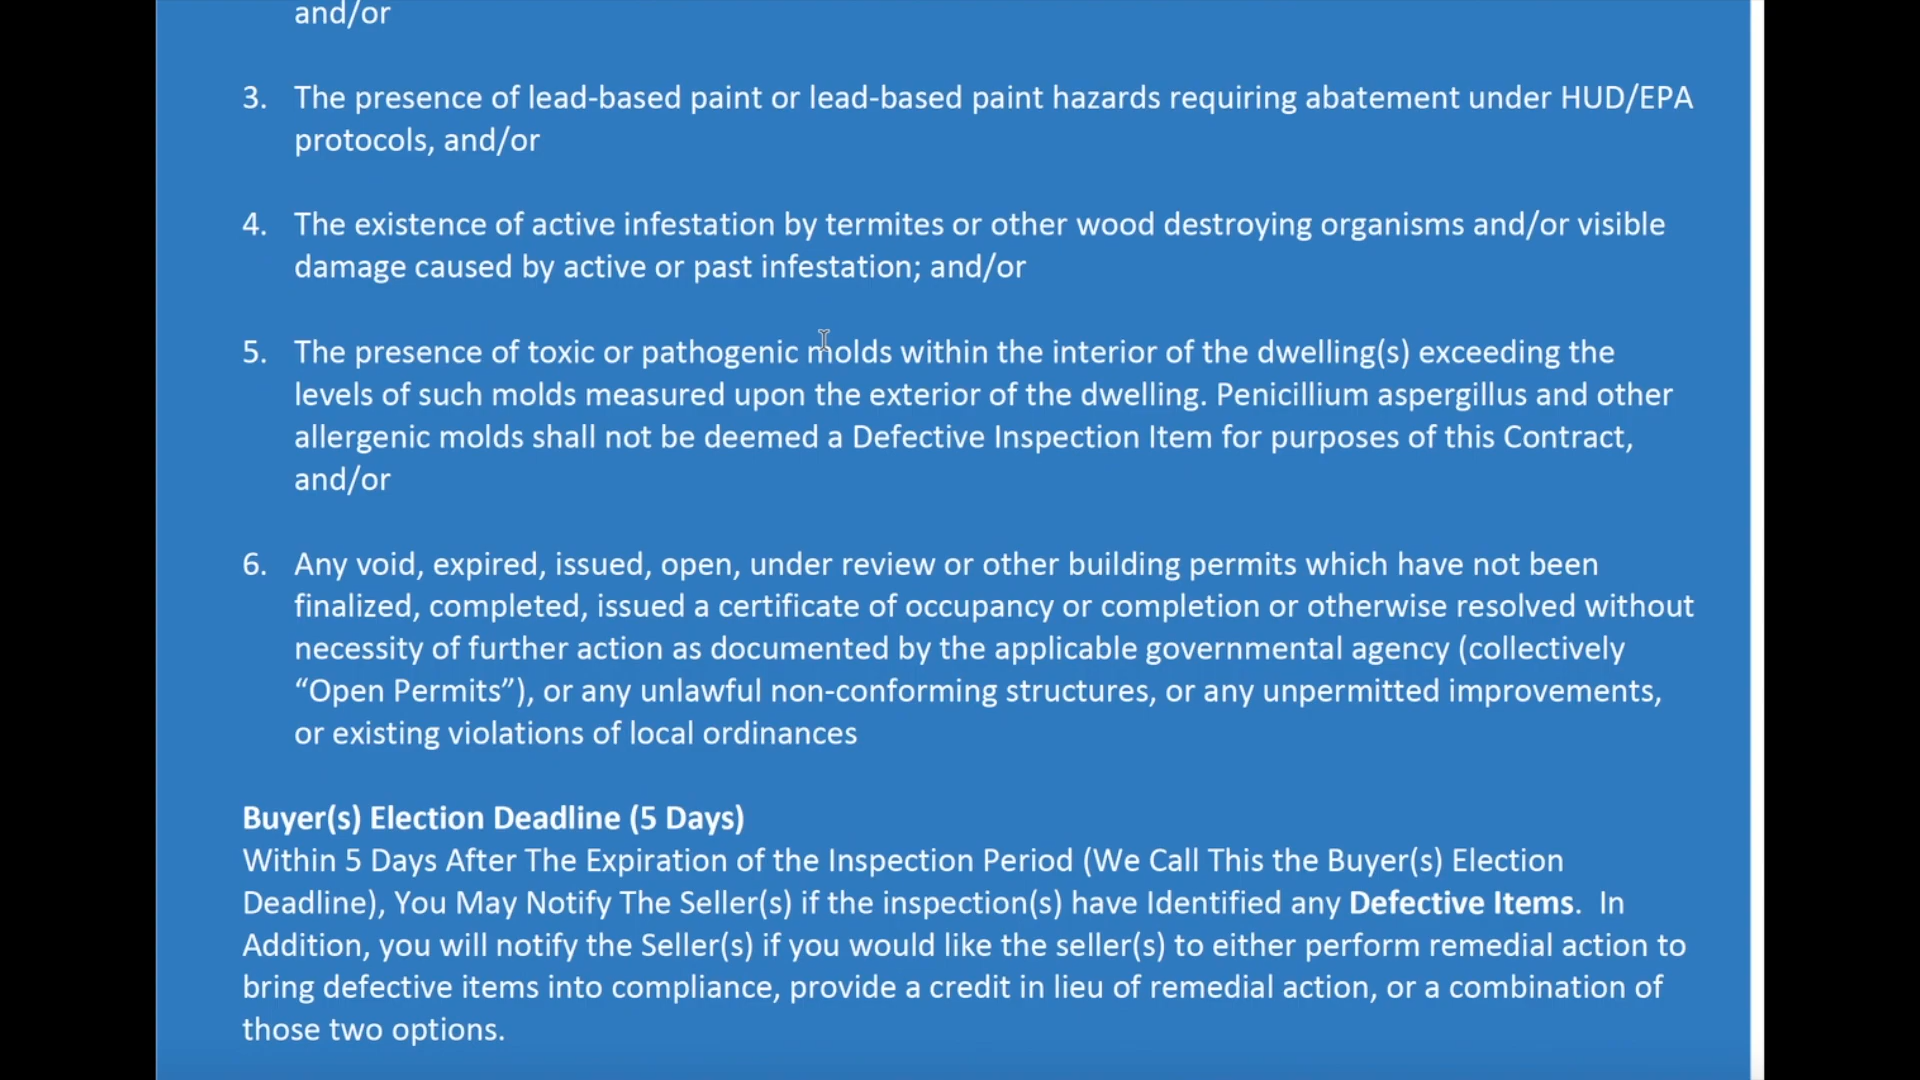 and/or
3. The presence of lead-based paint or lead-based paint hazards requiring abatement under HUD/EPA
protocols, and/or
4. The existence of active infestation by termites or other wood destroying organisms and/or visible
damage caused by active or past infestation; and/or
5. The presence of toxic or pathogenic molds within the interior of the dwelling(s) exceeding the
levels of such molds measured upon the exterior of the dwelling. Penicillium aspergillus and other
allergenic molds shall not be deemed a Defective Inspection Item for purposes of this Contract,
and/or
6. Any void, expired, issued, open, under review or other building permits which have not been
finalized, completed, issued a certificate of occupancy or completion or otherwise resolved without
necessity of further action as documented by the applicable governmental agency (collectively
“Open Permits”), or any unlawful non-conforming structures, or any unpermitted improvements,
or existing violations of local ordinances
Buyer(s) Election Deadline (5 Days)
Within 5 Days After The Expiration of the Inspection Period (We Call This the Buyer(s) Election
Deadline), You May Notify The Seller(s) if the inspection(s) have Identified any Defective Items. In
Addition, you will notify the Seller(s) if you would like the seller(s) to either perform remedial action to
bring defective items into compliance, provide a credit in lieu of remedial action, or a combination of
those two options.